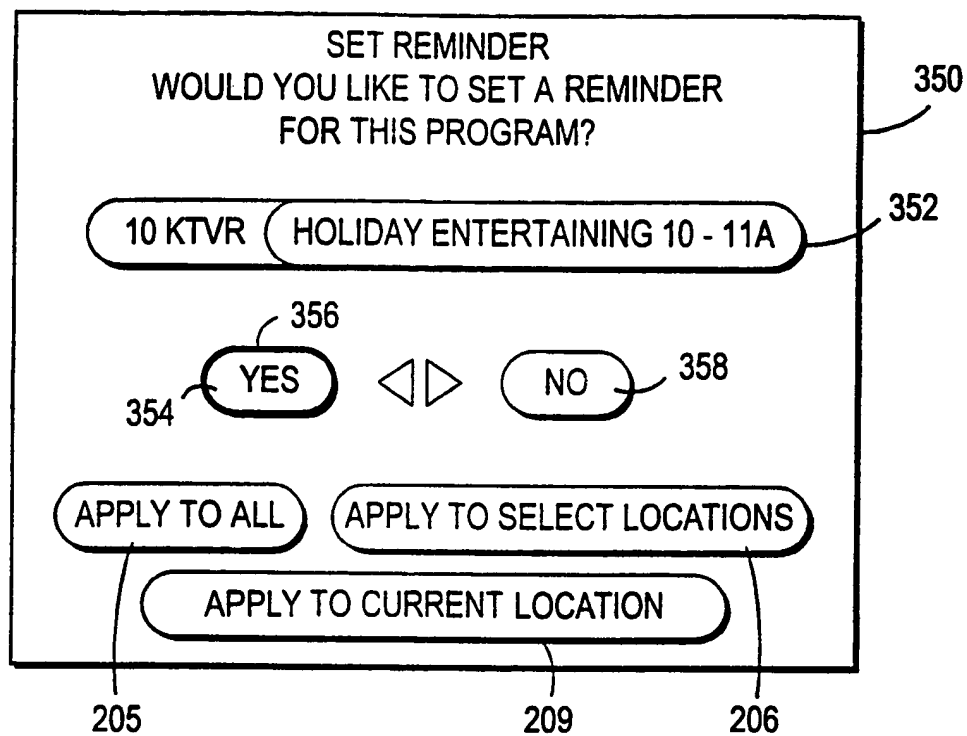 SET REMINDER
WOULD YOU LIKE TO SET A REMINDER
FOR THIS PROGRAM?
350
10 KTVR HOLIDAY ENTERTAINING 10 - 11A
352
356
YES NO
354
358
APPLY TO ALL APPLY TO SELECT LOCATIONS
APPLY TO CURRENT LOCATION
205 209 206